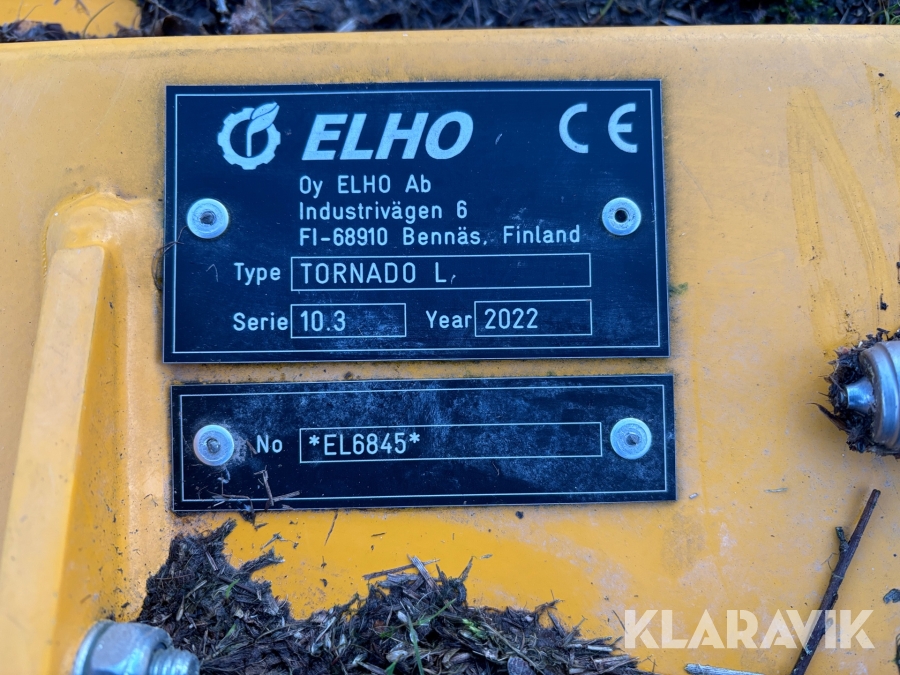 ELHO CE
Oy ELHO Ab
Industrivägen 6
FI-68910 Bennäs, Finland
Type TORNADO L
Serie 10.3 Year 2022
No *EL6845*
KLARAVIK